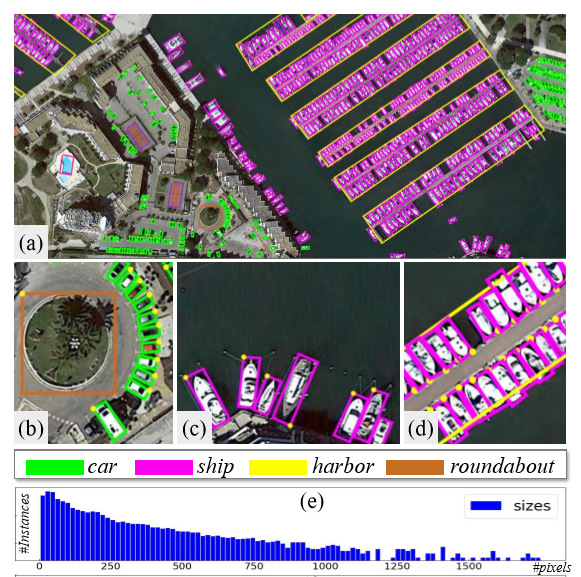 (a)
(b)
(c)
(d)
car ship harbor roundabout
(e)
sizes
#Instances
0 250 500 750 1000 1250 1500
#pixels